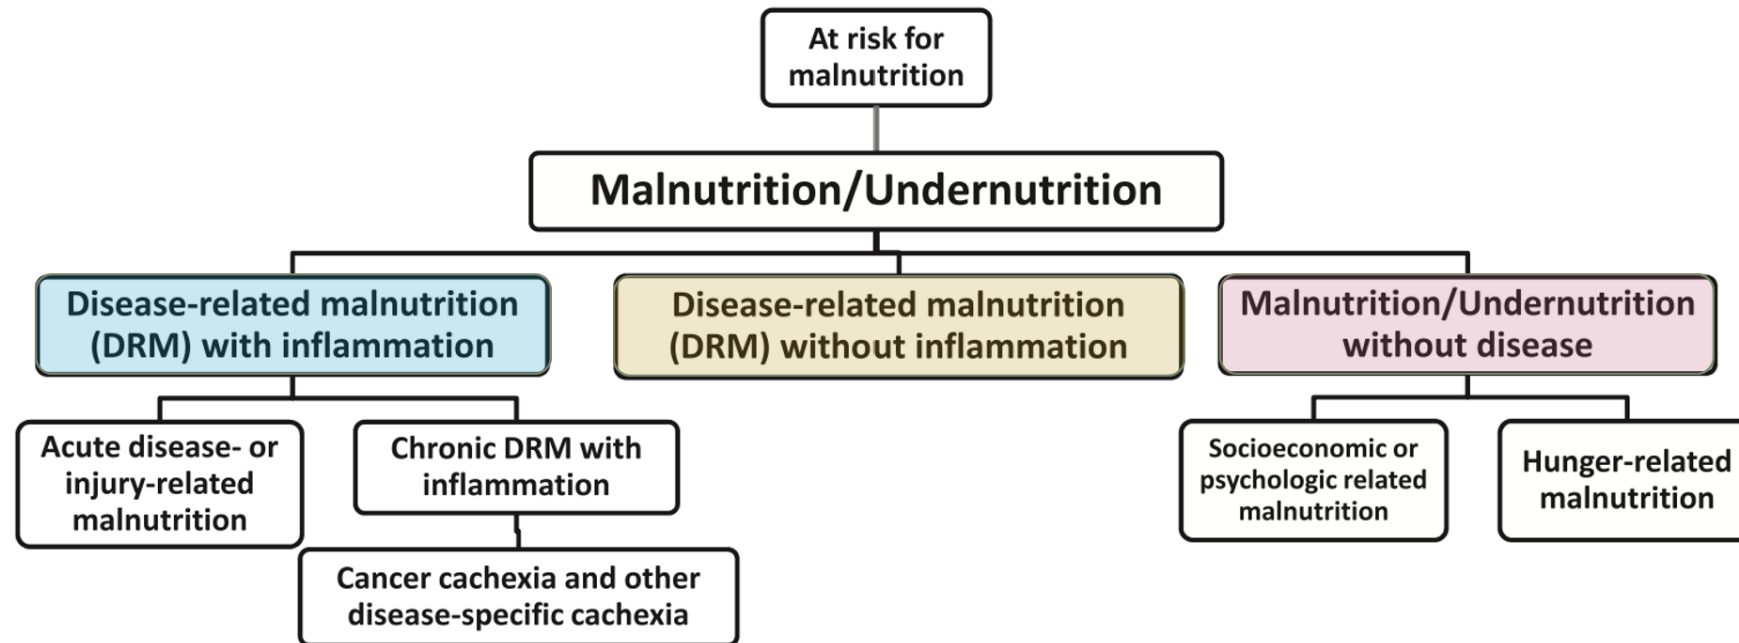 At risk for
malnutrition
Malnutrition/Undernutrition
Disease-related malnutrition
(DRM) with inflammation
Disease-related malnutrition
(DRM) without inflammation
Malnutrition/Undernutrition
without disease
Acute disease- or
injury-related
malnutrition
Chronic DRM with
inflammation
Socioeconomic or
psychologic related
malnutrition
Hunger-related
malnutrition
Cancer cachexia and other
disease-specific cachexia